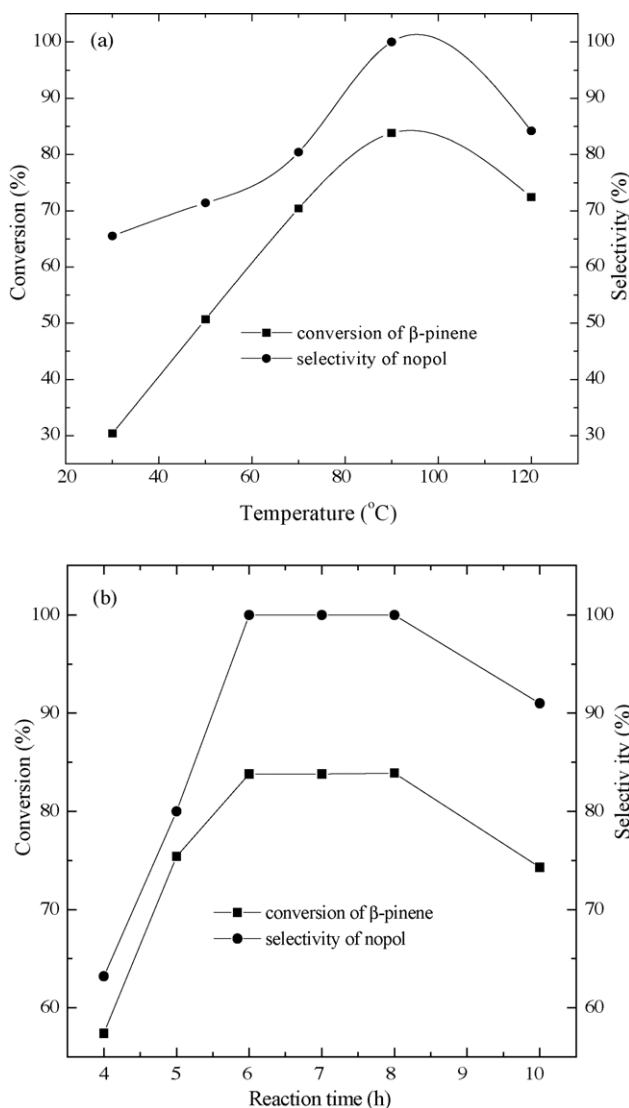 (a)
100
90
80
70
60
50
40
30
Conversion (%)
100
90
80
70
60
50
40
30
Selectivity (%)
conversion of β-pinene
selectivity of nopol
20 40 60 80 100 120
Temperature (°C)
(b)
100
90
80
70
60
Conversion (%)
100
90
80
70
60
Selectivity (%)
conversion of β-pinene
selectivity of nopol
4 5 6 7 8 9 10
Reaction time (h)